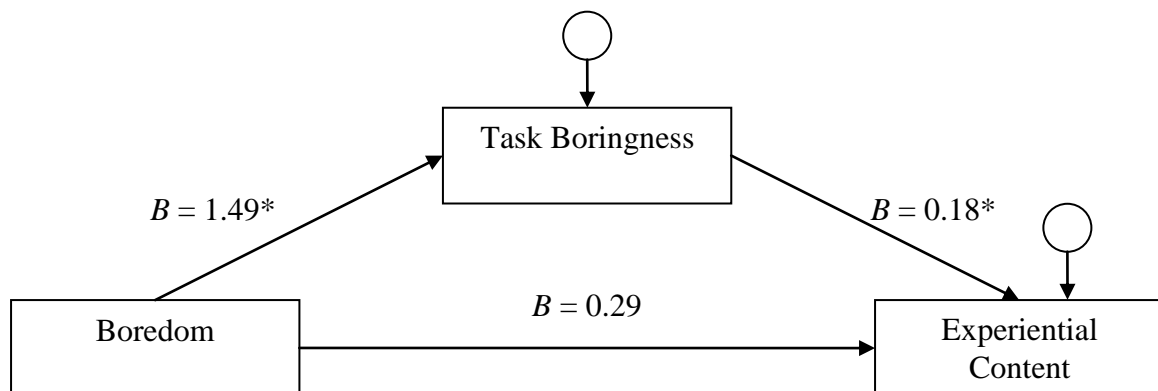 Task Boringness
B = 1.49*
B = 0.18*
B = 0.29
Boredom
Experiential
Content